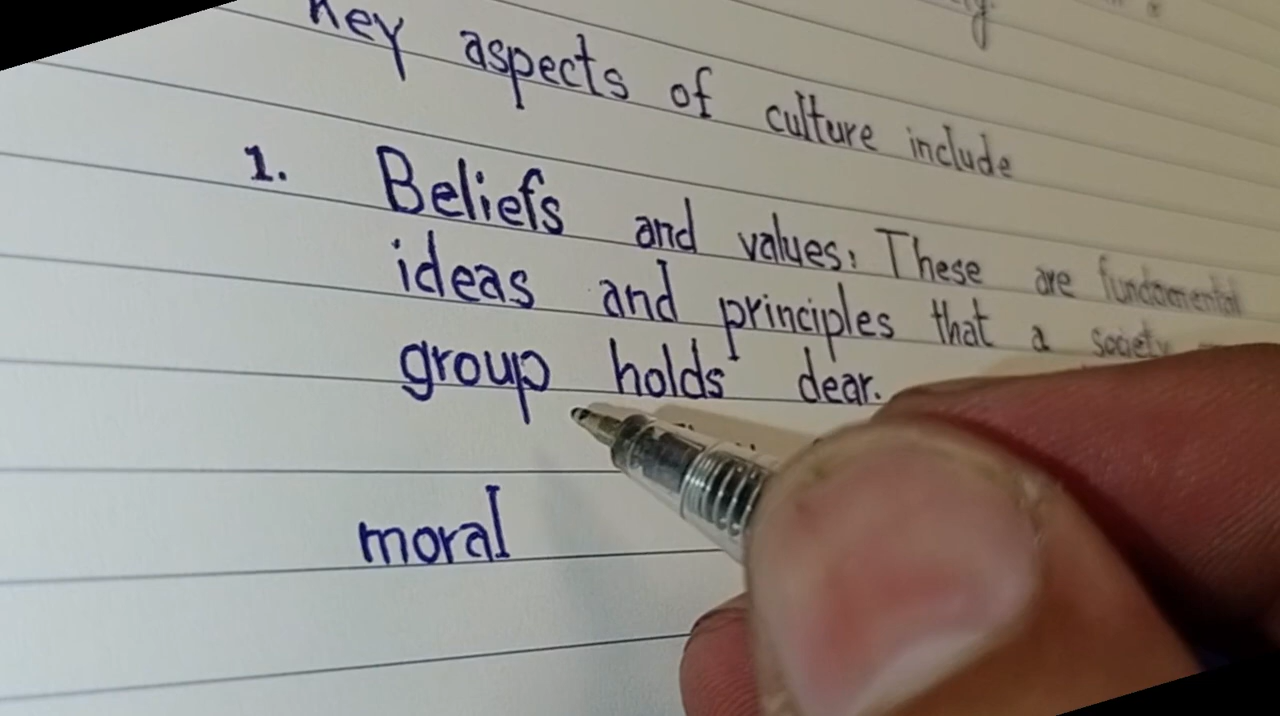 Key aspects of culture include
1. Beliefs and values: These are fundamental
ideas and principles that a society
group holds dear.
moral